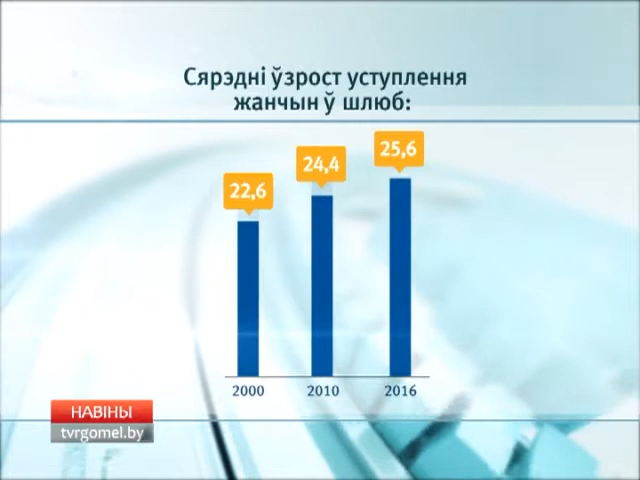 Сярэдні ўзрост уступлення
жанчын ў шлюб:
22,6
24,4
25,6
2000
2010
2016
НАВІНЫ
tvrgomel.by